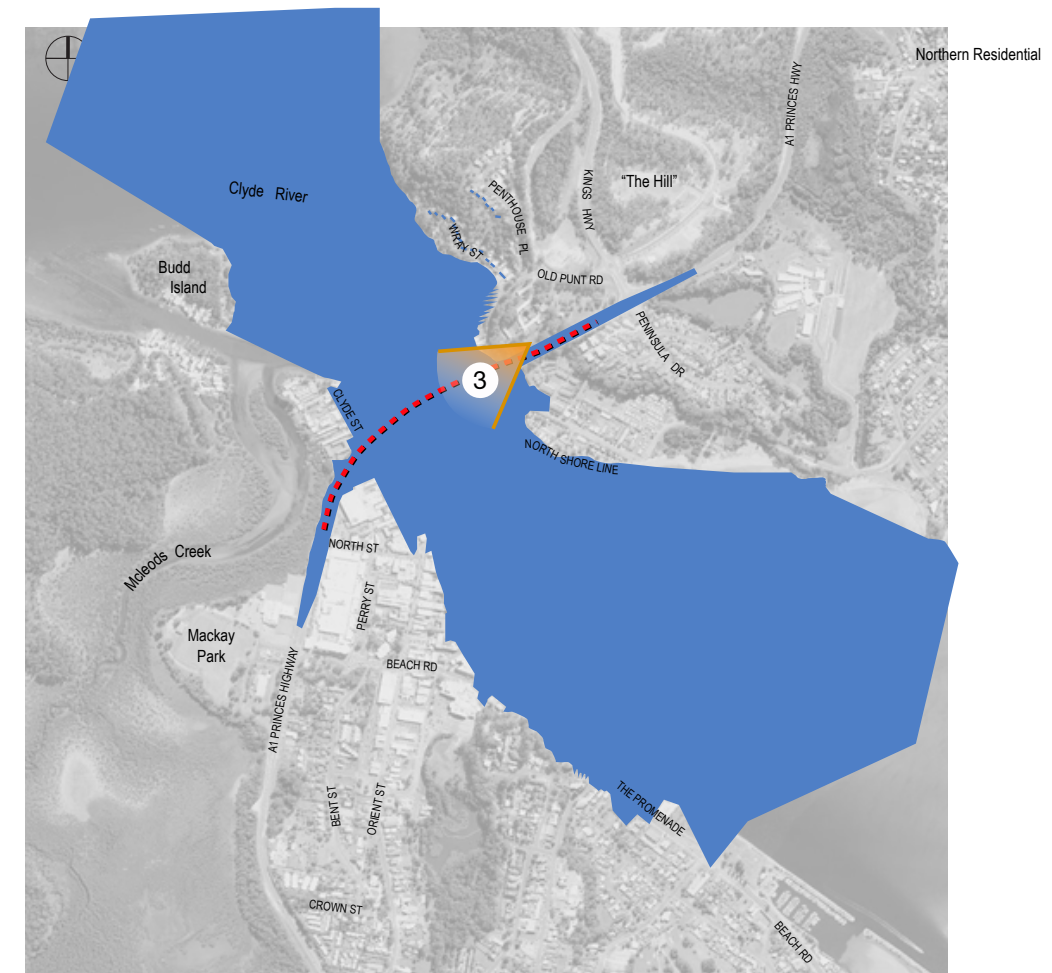 Northern Residential
A1 PRINCES HWY
Clyde River
PENTHOUSE PL
KINGS HWY
"The Hill"
WRAY ST
Budd
Island
OLD PUNT RD
PENINSULA DR
3
CLYDE ST
NORTH SHORE LINE
NORTH ST
Mcleods Creek
PERRY ST
Mackay
Park
BEACH RD
A1 PRINCES HIGHWAY
BENT ST
ORIENT ST
THE PROMENADE
CROWN ST
BEACH RD